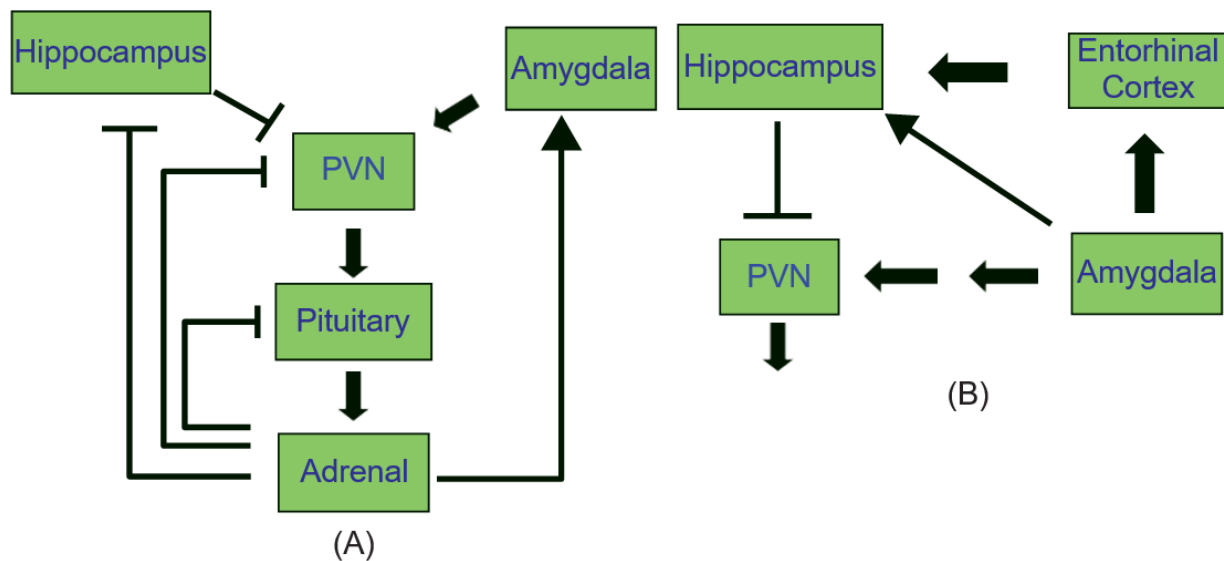 Hippocampus
Amygdala
PVN
Pituitary
Adrenal
(A)
Hippocampus
Entorhinal
Cortex
PVN
Amygdala
(B)